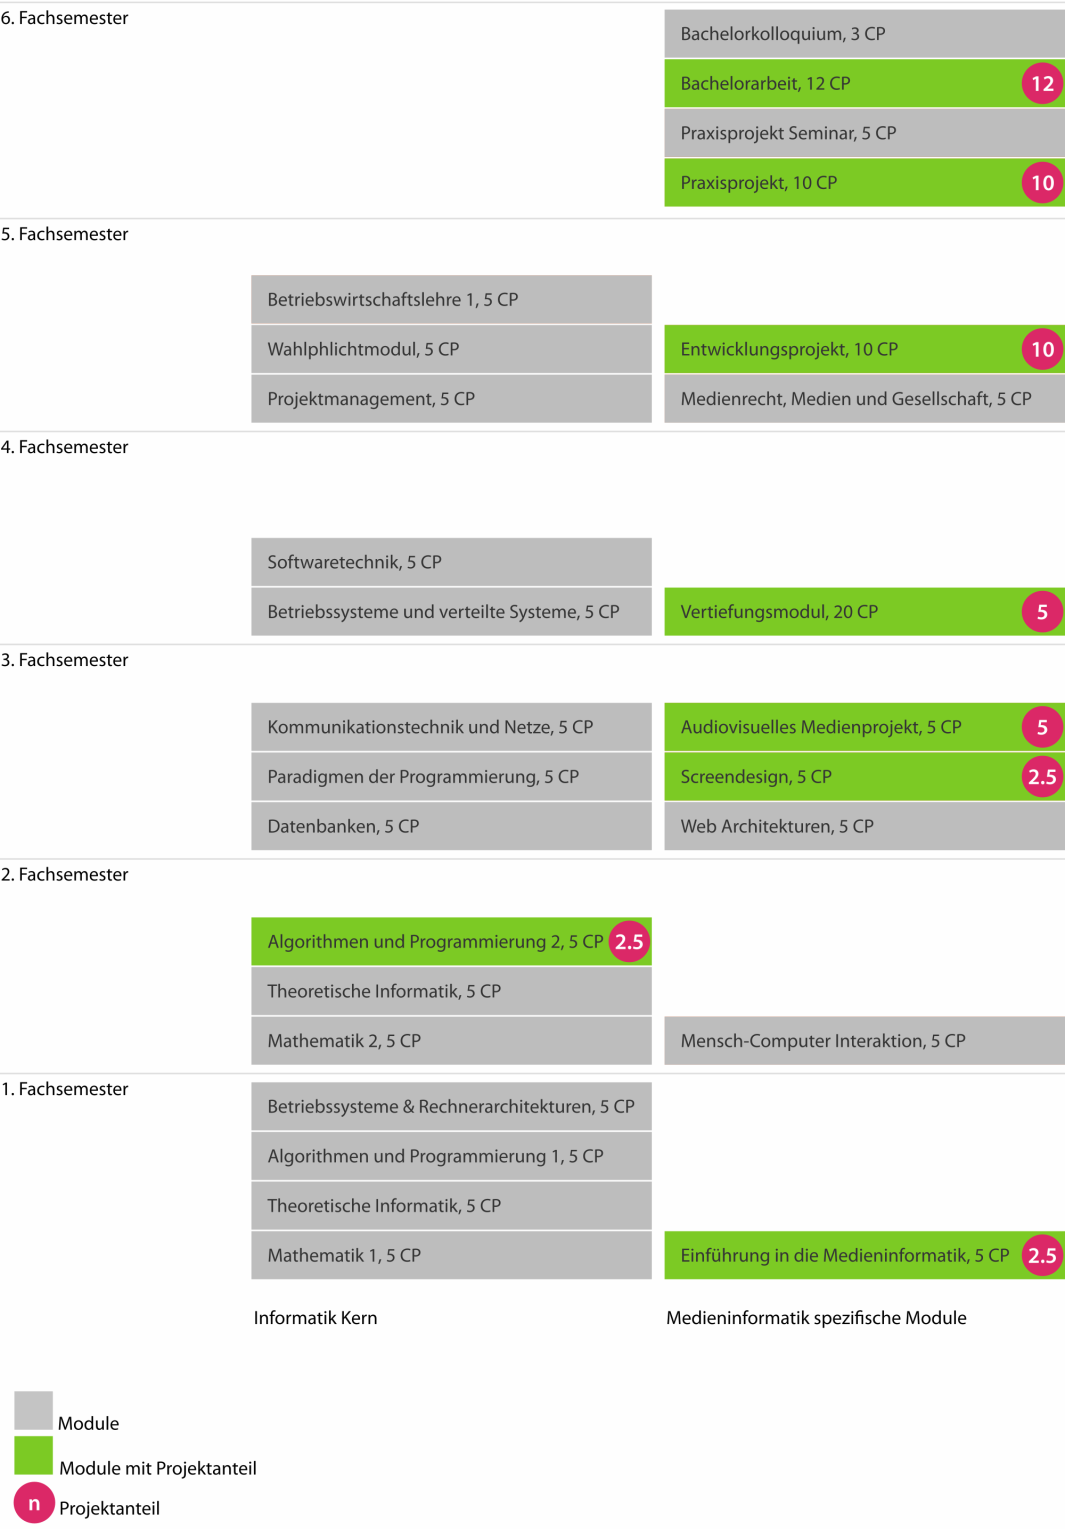 6. Fachsemester
Bachelorkolloquium, 3 CP
Bachelorarbeit, 12 CP 12
Praxisprojekt Seminar, 5 CP
Praxisprojekt, 10 CP 10
5. Fachsemester
Betriebswirtschaftslehre 1, 5 CP
Wahlphlichtmodul, 5 CP
Projektmanagement, 5 CP
Entwicklungsprojekt, 10 CP 10
Medienrecht, Medien und Gesellschaft, 5 CP
4. Fachsemester
Softwaretechnik, 5 CP
Betriebssysteme und verteilte Systeme, 5 CP
Vertiefungsmodul, 20 CP 5
3. Fachsemester
Kommunikationstechnik und Netze, 5 CP
Paradigmen der Programmierung, 5 CP
Datenbanken, 5 CP
Audiovisuelles Medienprojekt, 5 CP 5
Screendesign, 5 CP 2.5
Web Architekturen, 5 CP
2. Fachsemester
Algorithmen und Programmierung 2, 5 CP 2.5
Theoretische Informatik, 5 CP
Mathematik 2, 5 CP
Mensch-Computer Interaktion, 5 CP
1. Fachsemester
Betriebssysteme & Rechnerarchitekturen, 5 CP
Algorithmen und Programmierung 1, 5 CP
Theoretische Informatik, 5 CP
Mathematik 1, 5 CP
Einführung in die Medieninformatik, 5 CP 2.5
Informatik Kern
Medieninformatik spezifische Module
Module
Module mit Projektanteil
n Projektanteil